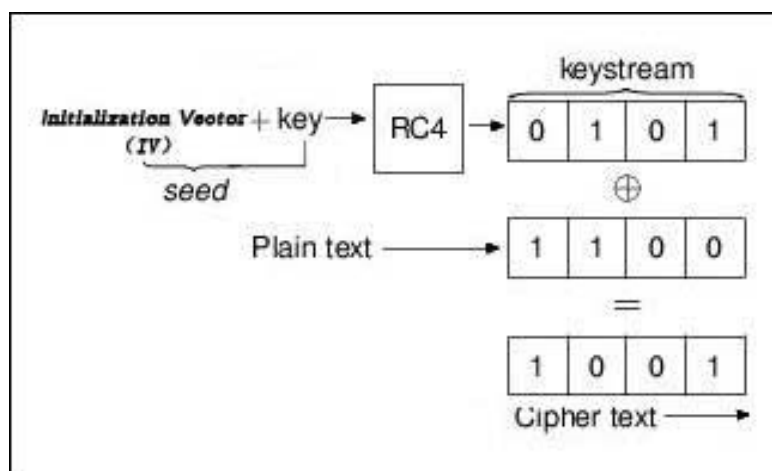 keystream
Initialization Vector + key
(IV)
seed
RC4
0 1 0 1
⊕
Plain text
1 1 0 0
=
1 0 0 1
Cipher text